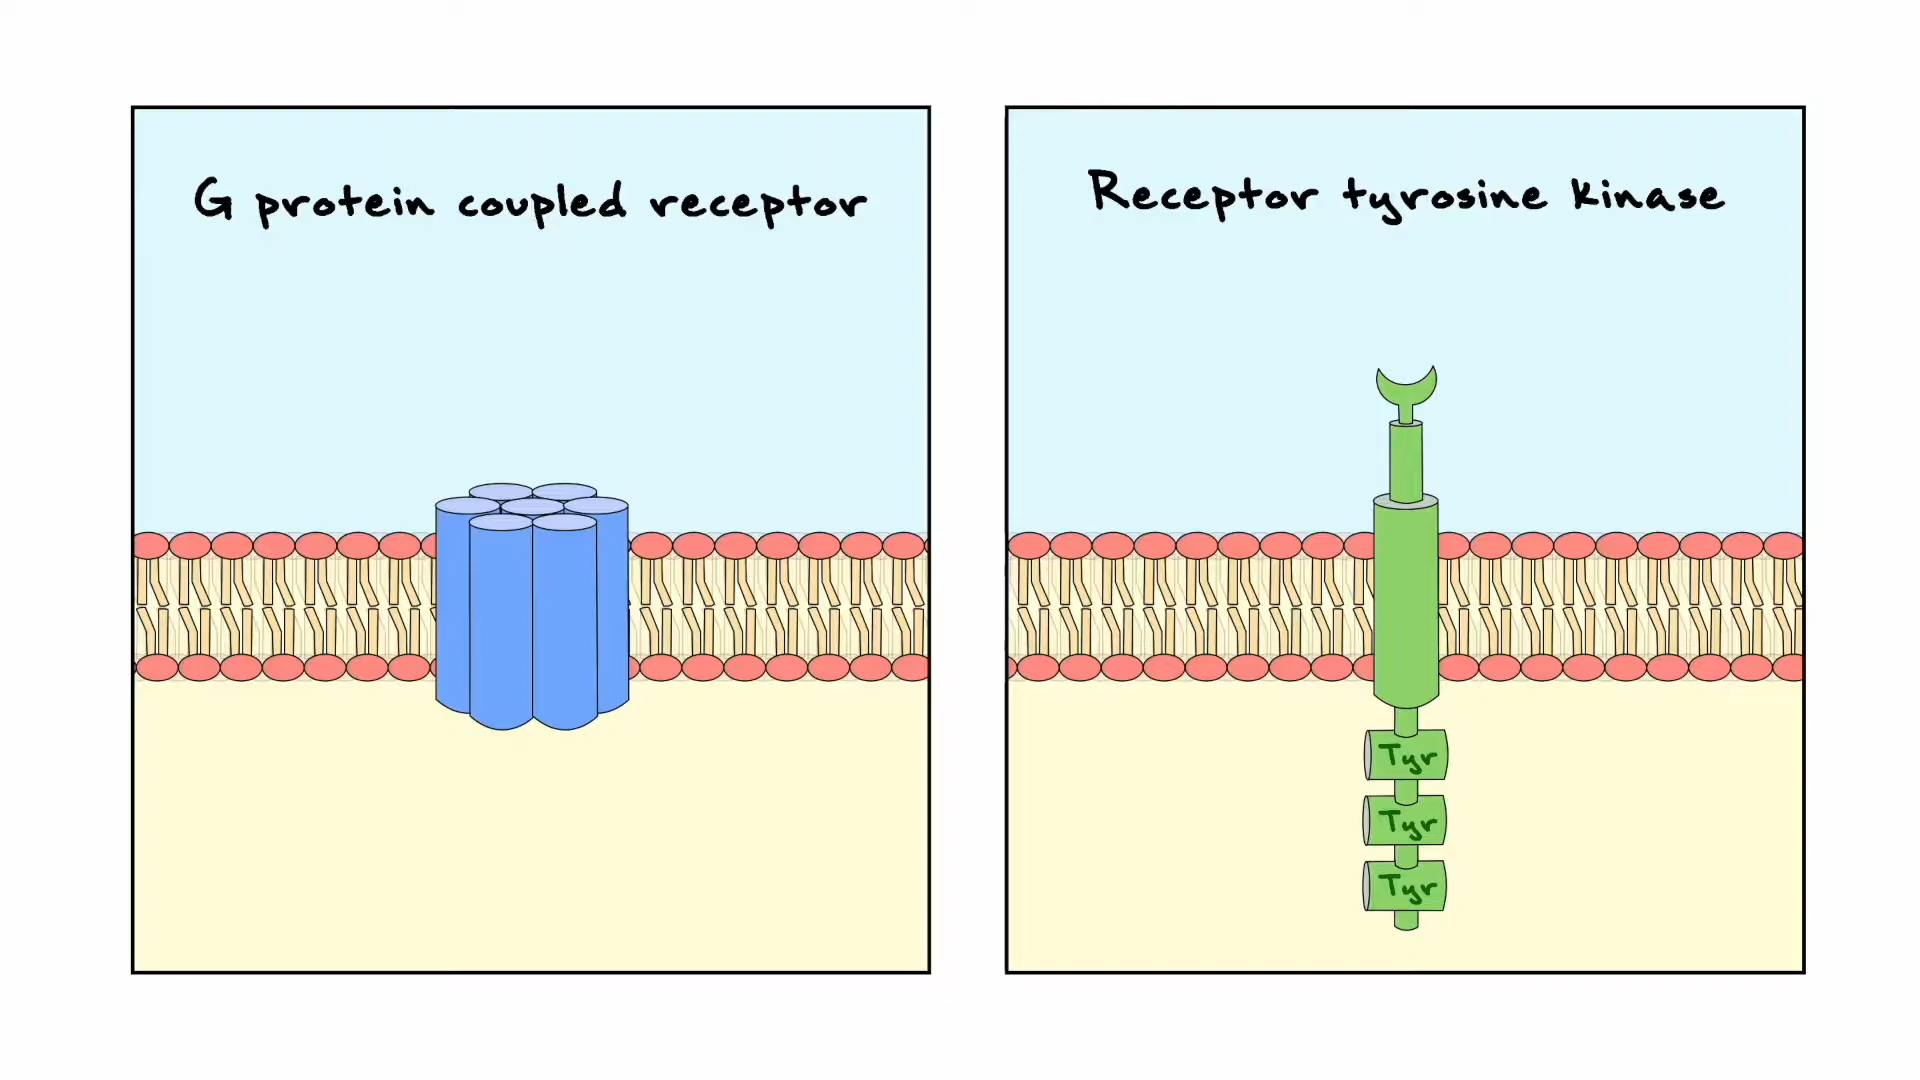 G protein coupled receptor
Receptor tyrosine kinase
Tyr
Tyr
Tyr